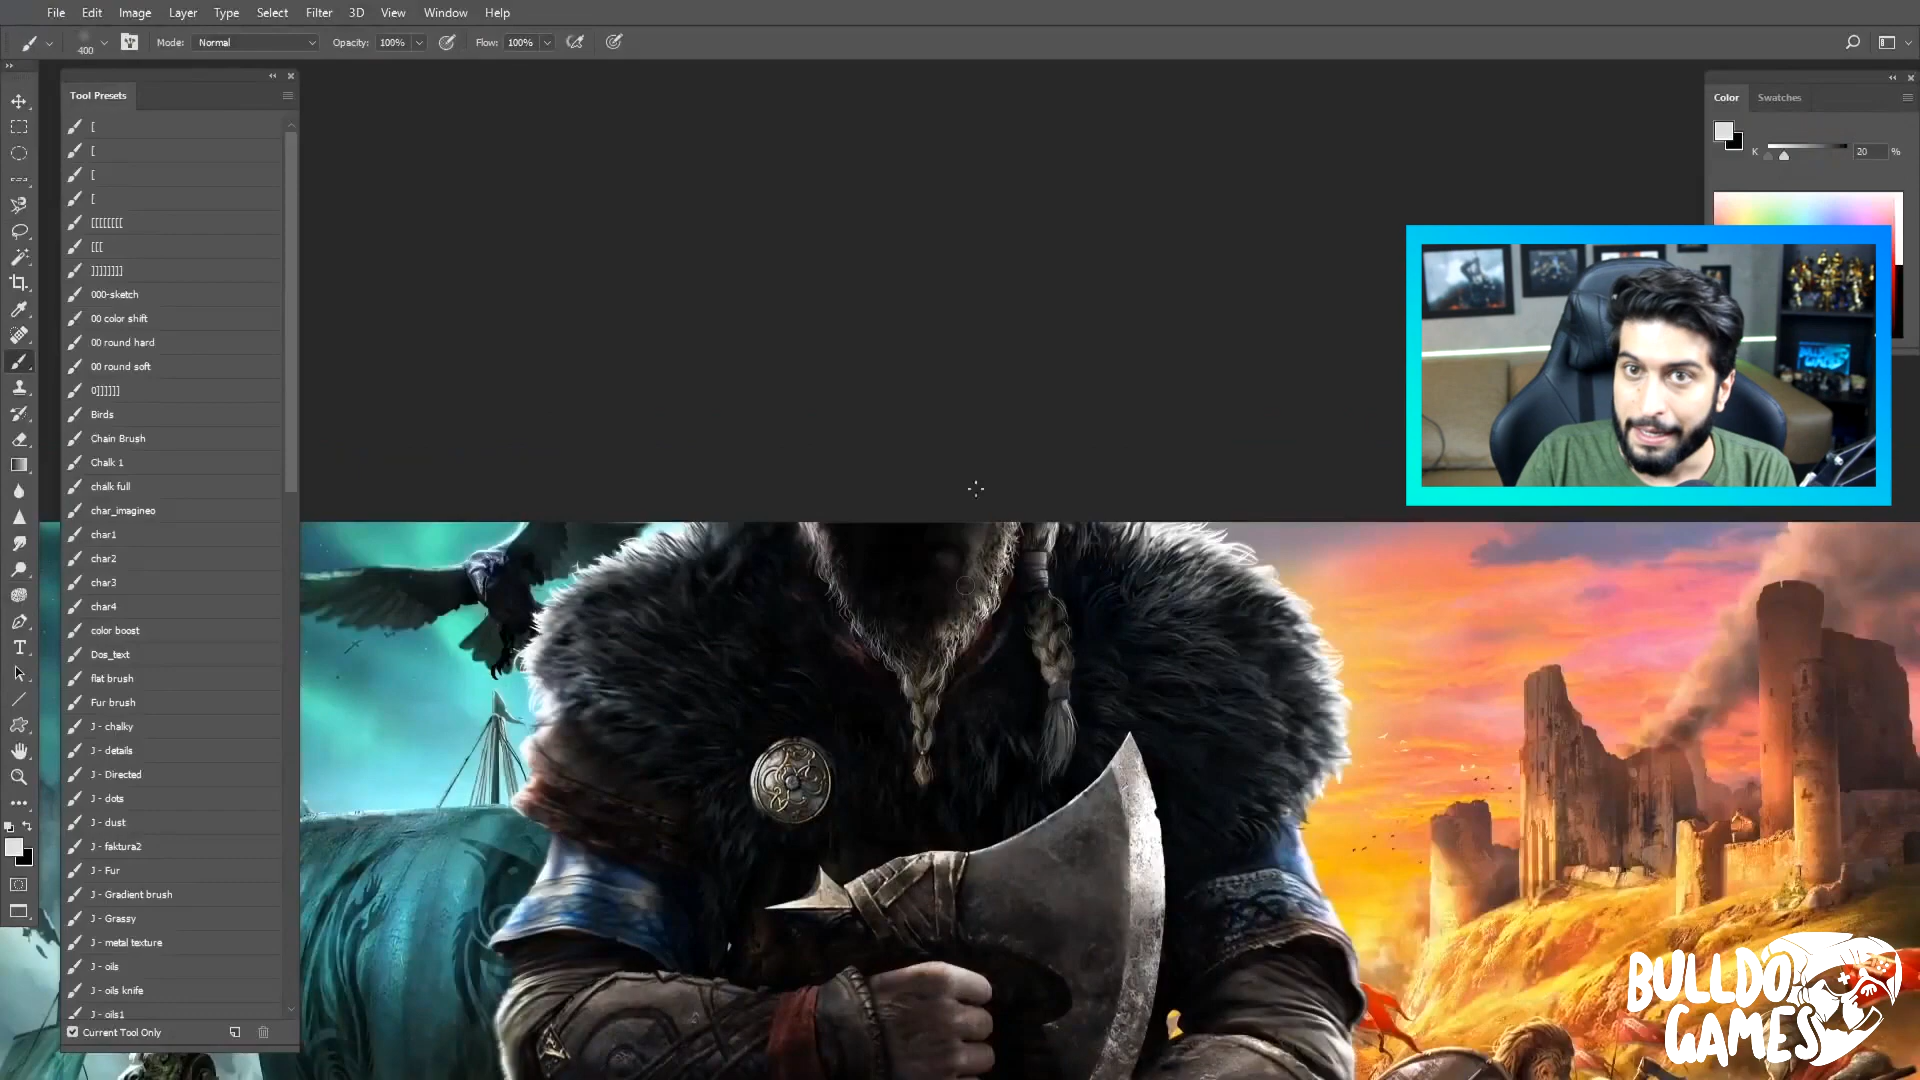 File Edit Image Layer Type Select Filter 3D View Window Help
400 Mode: Normal Opacity: 100% Flow: 100%
Tool Presets
[
[
[
[
[[[[[[[[
[[[
]]]]]]]]
000-sketch
00 color shift
00 round hard
00 round soft
0]]]]]]
Birds
Chain Brush
Chalk 1
chalk full
char_imagineo
char1
char2
char3
char4
color boost
Dos_text
flat brush
Fur brush
J - chalky
J - details
J - Directed
J - dots
J - dust
J - faktura2
J - Fur
J - Gradient brush
J - Grassy
J - metal texture
J - oils
J - oils knife
J - oils1
Current Tool Only
Color Swatches
K 20 %
BULLDO
GAMES